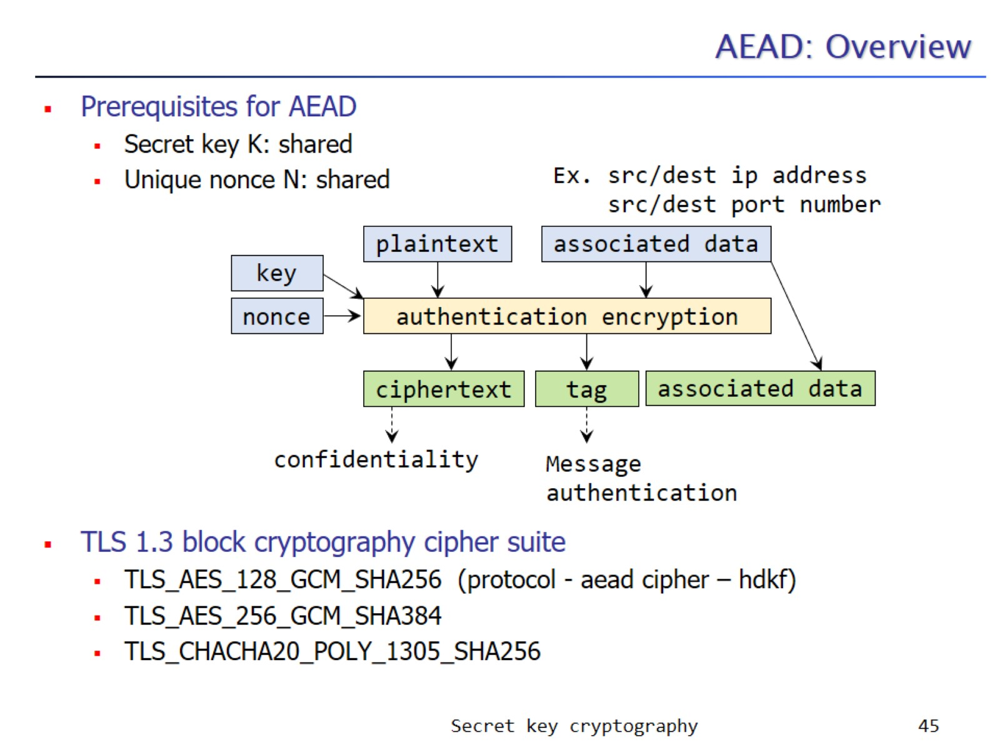 AEAD: Overview
Prerequisites for AEAD
Secret key K: shared
Unique nonce N: shared
Ex. src/dest ip address
src/dest port number
plaintext
associated data
key
nonce
authentication encryption
ciphertext
tag
associated data
confidentiality
Message
authentication
TLS 1.3 block cryptography cipher suite
TLS_AES_128_GCM_SHA256 (protocol - aead cipher – hdkf)
TLS_AES_256_GCM_SHA384
TLS_CHACHA20_POLY_1305_SHA256
Secret key cryptography
45